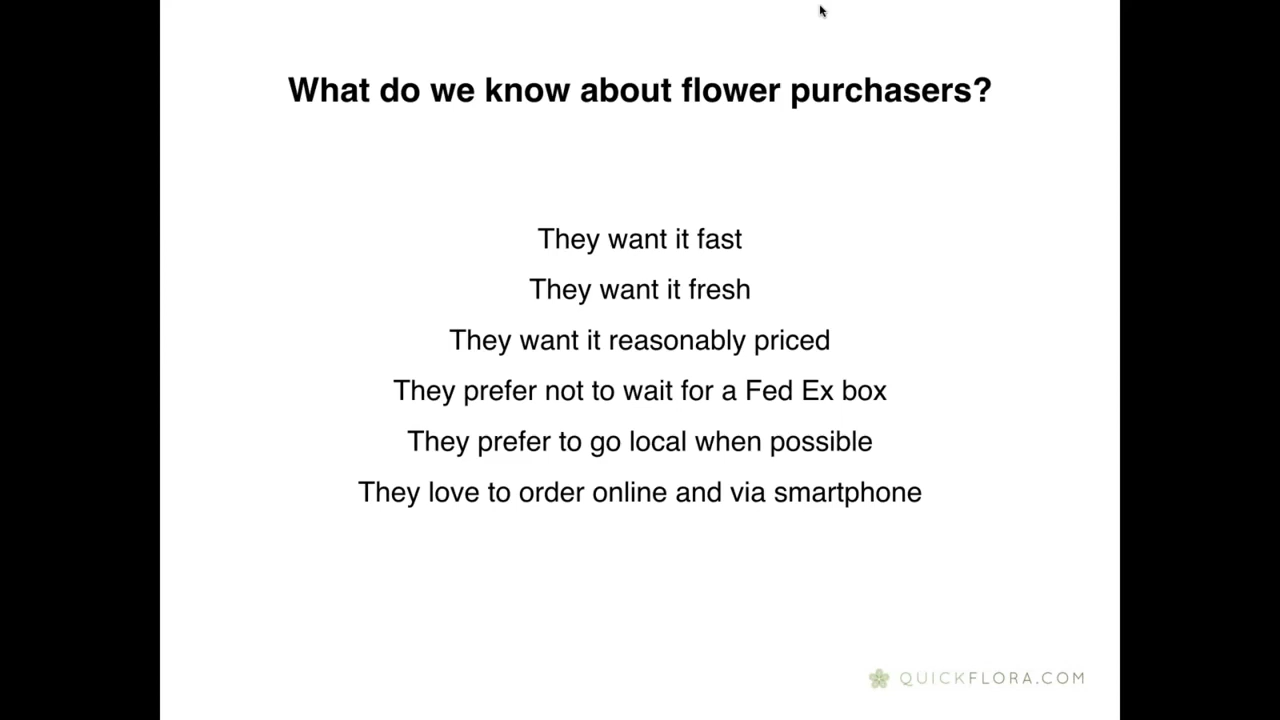 What do we know about flower purchasers?
They want it fast
They want it fresh
They want it reasonably priced
They prefer not to wait for a Fed Ex box
They prefer to go local when possible
They love to order online and via smartphone
QUICKFLORA.COM